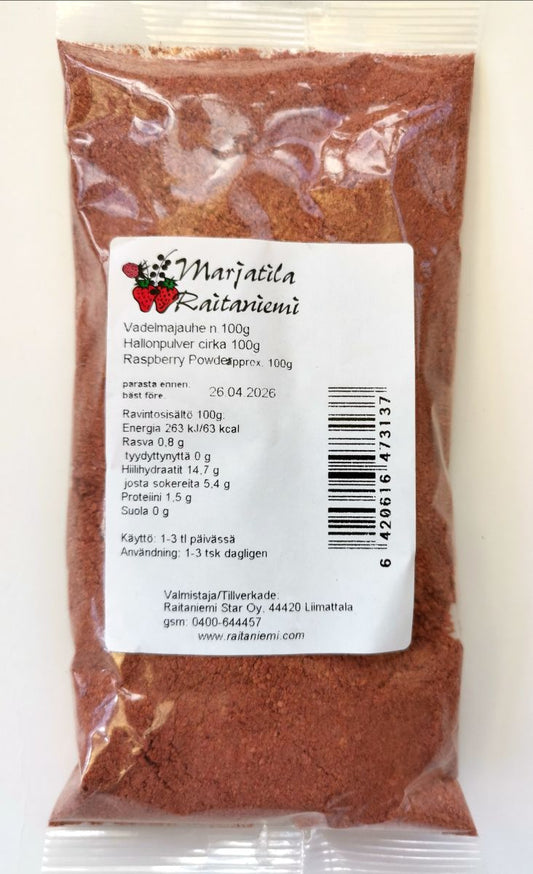 Marjatila
Raitaniemi
Vadelmajauhe n 100g
Hallonpulver cirka 100g
Raspberry Powder approx. 100g
parasta ennen:
bäst före:
26.04.2026
Ravintosisältö 100g:
Energia 263 kJ/63 kcal
Rasva 0,8 g
tyydyttynyttä 0 g
Hiilihydraatit 14,7 g
josta sokereita 5,4 g
Proteiini 1,5 g
Suola 0 g
Käyttö: 1-3 tl päivässä
Användning: 1-3 tsk dagligen
6 420616 473137
Valmistaja/Tillverkade:
Raitaniemi Star Oy, 44420 Liimattala
gsm: 0400-644457
www.raitaniemi.com